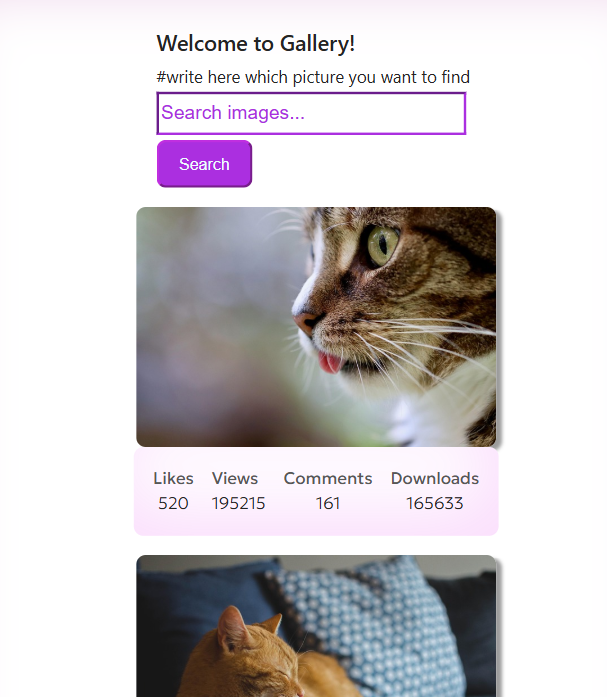 Welcome to Gallery!
#write here which picture you want to find
Search images...
Search
Likes Views Comments Downloads
520 195215 161 165633